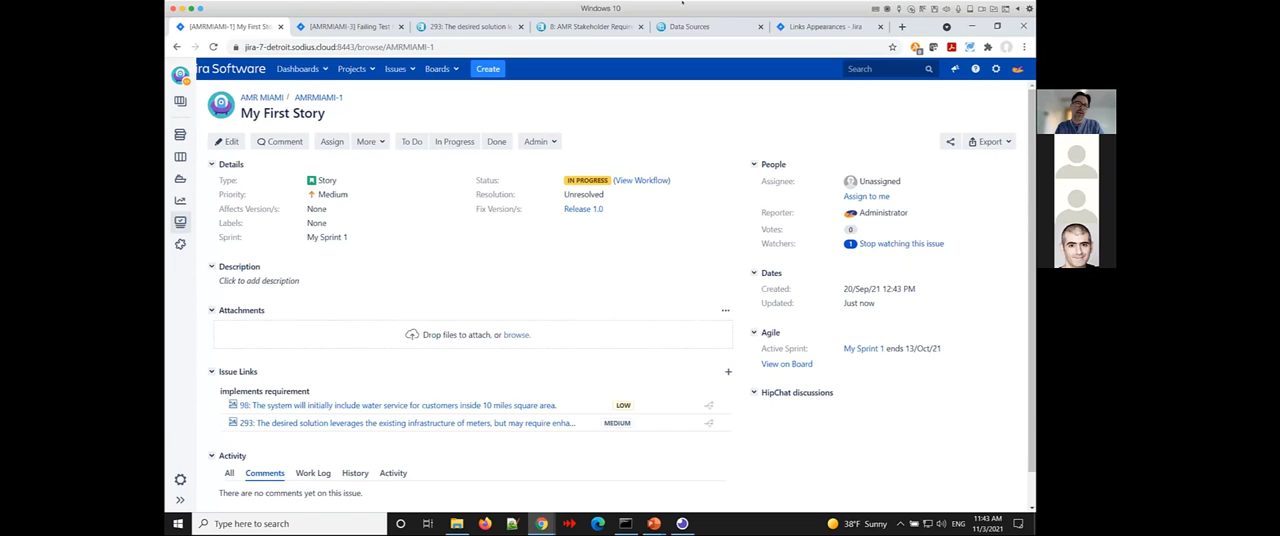 Windows 10
[AMRMIAMI-1] My First Sto
[AMRMIAMI-3] Failing Test
293: The desired solution le
8: AMR Stakeholder Requir
Data Sources
Links Appearances - Jira
jira-7-detroit.sodius.cloud:8443/browse/AMRMIAMI-1
ira Software
Dashboards
Projects
Issues
Boards
Create
Search
AMR MIAMI / AMRMIAMI-1
My First Story
Edit
Comment
Assign
More
To Do
In Progress
Done
Admin
Export
Details
Type: Story
Status: IN PROGRESS (View Workflow)
Priority: Medium
Resolution: Unresolved
Affects Version/s: None
Fix Version/s: Release 1.0
Labels: None
Sprint: My Sprint 1
Description
Click to add description
Attachments
Drop files to attach, or browse.
Issue Links
implements requirement
98: The system will initially include water service for customers inside 10 miles square area. LOW
293: The desired solution leverages the existing infrastructure of meters, but may require enha... MEDIUM
Activity
All
Comments
Work Log
History
Activity
There are no comments yet on this issue.
People
Assignee: Unassigned
Assign to me
Reporter: Administrator
Votes: 0
Watchers: 1 Stop watching this issue
Dates
Created: 20/Sep/21 12:43 PM
Updated: Just now
Agile
Active Sprint: My Sprint 1 ends 13/Oct/21
View on Board
HipChat discussions
Type here to search
38°F Sunny
ENG
11:43 AM
11/3/2021